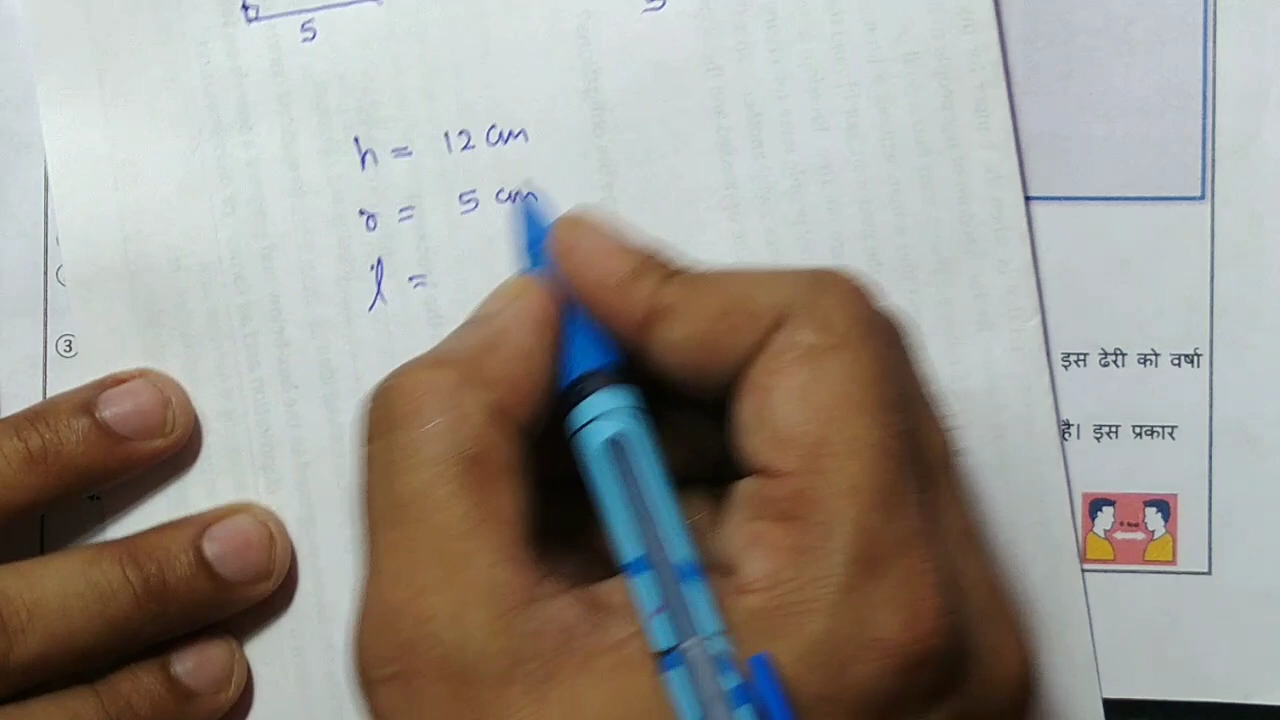 5
h = 12 cm
r = 5 cm
l =
③
इस ढेरी को वर्षा
है। इस प्रकार